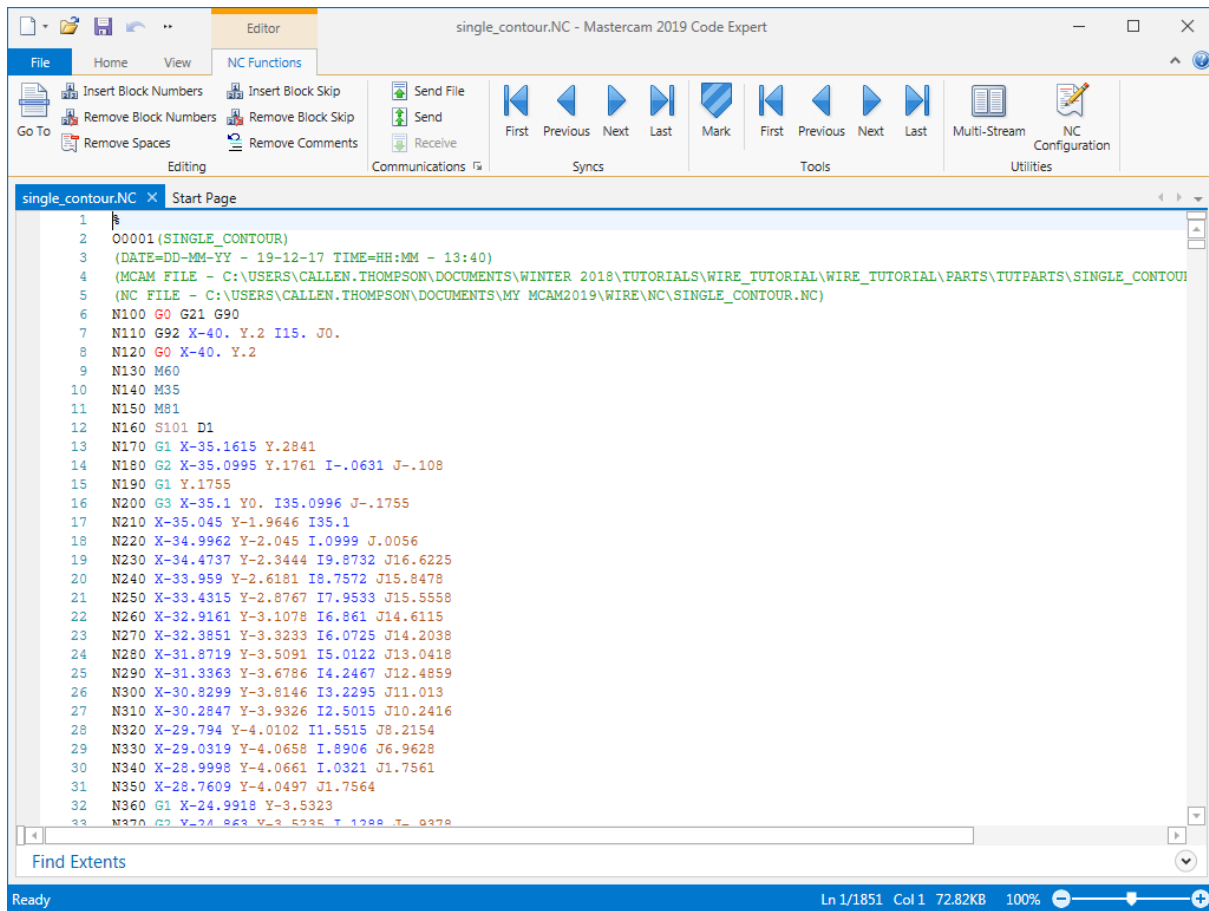 Editor single_contour.NC - Mastercam 2019 Code Expert
File Home View NC Functions
Go To
Insert Block Numbers
Remove Block Numbers
Remove Spaces
Insert Block Skip
Remove Block Skip
Remove Comments
Editing
Send File
Send
Receive
Communications
First Previous Next Last
Syncs
Mark First Previous Next Last
Tools
Multi-Stream NC
Configuration
Utilities
single_contour.NC Start Page
1 %
2 O0001(SINGLE_CONTOUR)
3 (DATE=DD-MM-YY - 19-12-17 TIME=HH:MM - 13:40)
4 (MCAM FILE - C:\USERS\CALLEN.THOMPSON\DOCUMENTS\WINTER 2018\TUTORIALS\WIRE_TUTORIAL\WIRE_TUTORIAL\PARTS\TUTPARTS\SINGLE_CONTOU
5 (NC FILE - C:\USERS\CALLEN.THOMPSON\DOCUMENTS\MY MCAM2019\WIRE\NC\SINGLE_CONTOUR.NC)
6 N100 G0 G21 G90
7 N110 G92 X-40. Y.2 I15. J0.
8 N120 G0 X-40. Y.2
9 N130 M60
10 N140 M35
11 N150 M81
12 N160 S101 D1
13 N170 G1 X-35.1615 Y.2841
14 N180 G2 X-35.0995 Y.1761 I-.0631 J-.108
15 N190 G1 Y.1755
16 N200 G3 X-35.1 Y0. I35.0996 J-.1755
17 N210 X-35.045 Y-1.9646 I35.1
18 N220 X-34.9962 Y-2.045 I.0999 J.0056
19 N230 X-34.4737 Y-2.3444 I9.8732 J16.6225
20 N240 X-33.959 Y-2.6181 I8.7572 J15.8478
21 N250 X-33.4315 Y-2.8767 I7.9533 J15.5558
22 N260 X-32.9161 Y-3.1078 I6.861 J14.6115
23 N270 X-32.3851 Y-3.3233 I6.0725 J14.2038
24 N280 X-31.8719 Y-3.5091 I5.0122 J13.0418
25 N290 X-31.3363 Y-3.6786 I4.2467 J12.4859
26 N300 X-30.8299 Y-3.8146 I3.2295 J11.013
27 N310 X-30.2847 Y-3.9326 I2.5015 J10.2416
28 N320 X-29.794 Y-4.0102 I1.5515 J8.2154
29 N330 X-29.0319 Y-4.0658 I.8906 J6.9628
30 N340 X-28.9998 Y-4.0661 I.0321 J1.7561
31 N350 X-28.7609 Y-4.0497 J1.7564
32 N360 G1 X-24.9918 Y-3.5323
33 N370 G2 X-24.863 Y-3.5235 I.1288 J-.9378
Find Extents
Ready Ln 1/1851 Col 1 72.82KB 100%